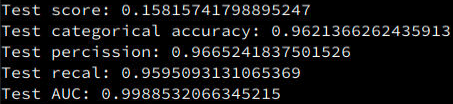 Test score: 0.15815741798895247
Test categorical accuracy: 0.9621366262435913
Test percission: 0.9665241837501526
Test recal: 0.9595093131065369
Test AUC: 0.9988532066345215